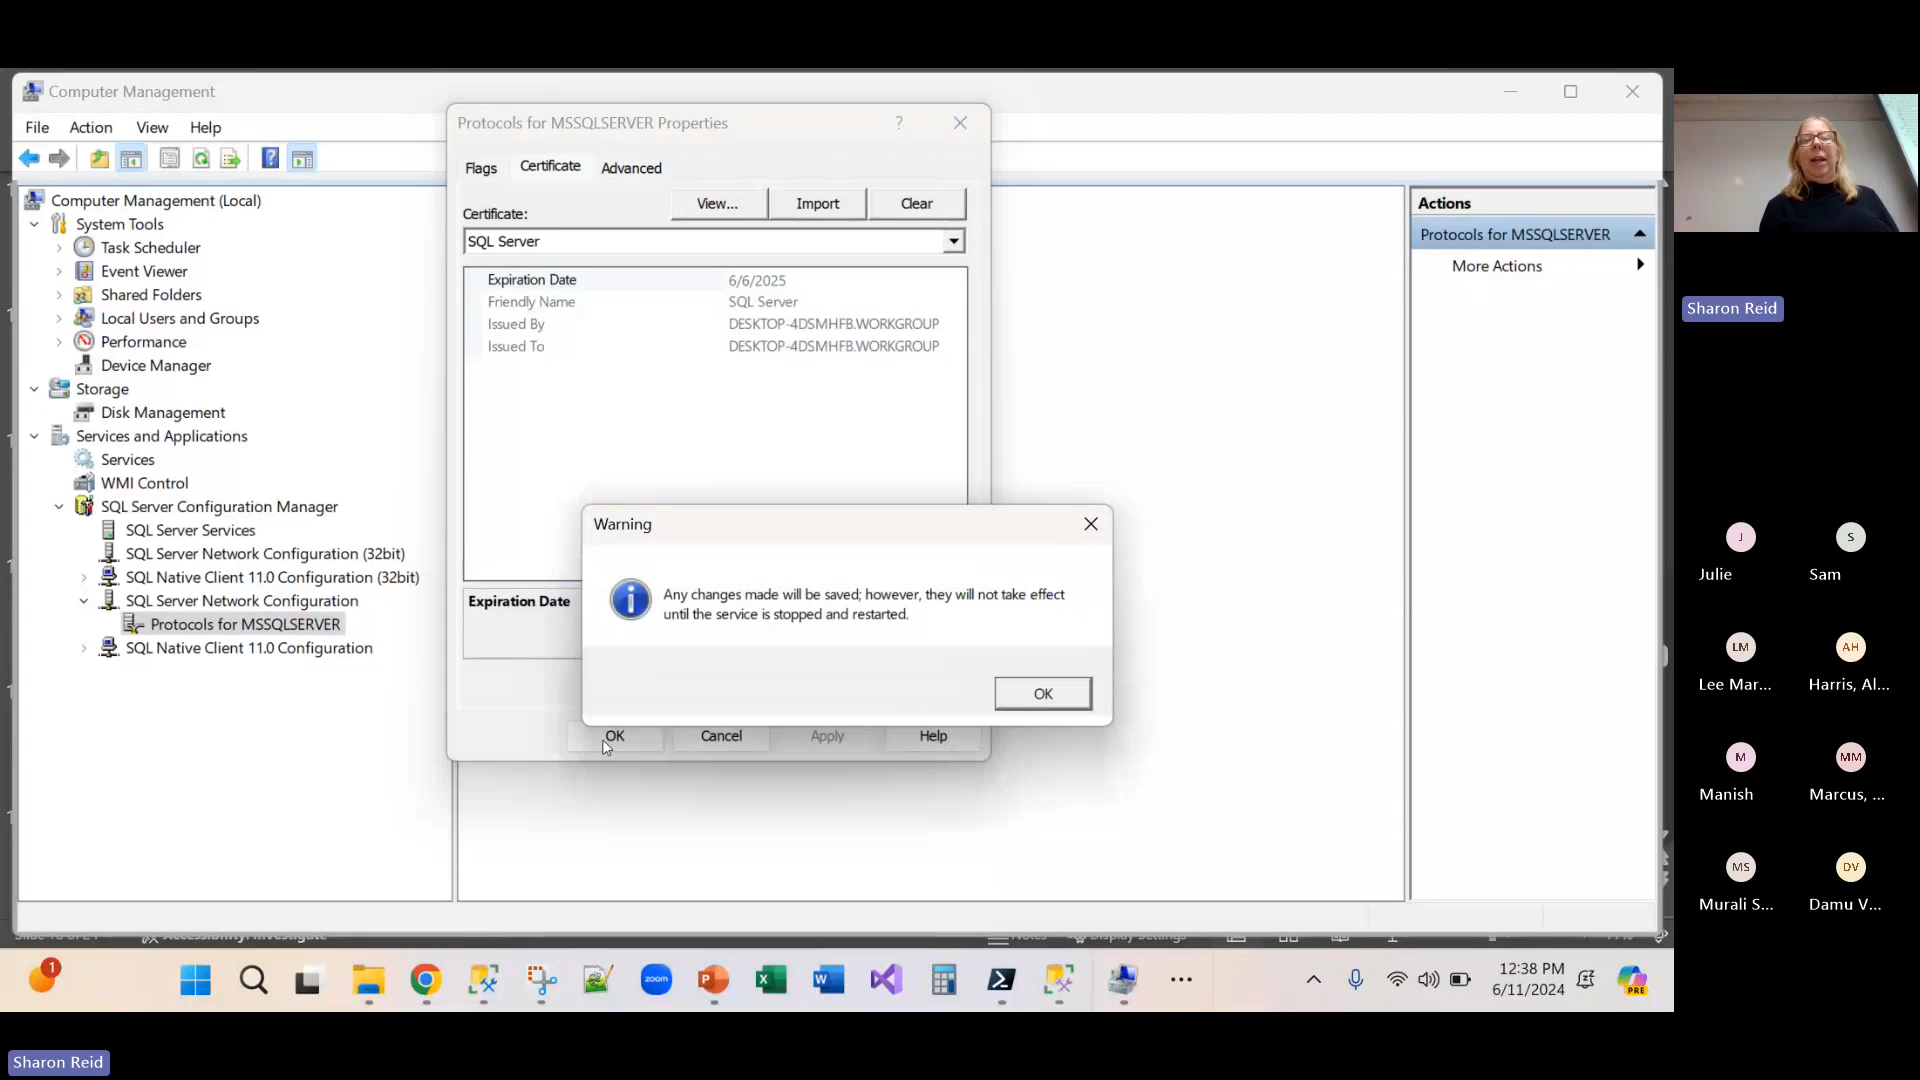 Computer Management
File Action View Help
Computer Management (Local)
System Tools
Task Scheduler
Event Viewer
Shared Folders
Local Users and Groups
Performance
Device Manager
Storage
Disk Management
Services and Applications
Services
WMI Control
SQL Server Configuration Manager
SQL Server Services
SQL Server Network Configuration (32bit)
SQL Native Client 11.0 Configuration (32bit)
SQL Server Network Configuration
Protocols for MSSQLSERVER
SQL Native Client 11.0 Configuration
Protocols for MSSQLSERVER Properties
?
Flags Certificate Advanced
View... Import Clear
Certificate:
SQL Server
Expiration Date 6/6/2025
Friendly Name SQL Server
Issued By DESKTOP-4DSMHFB.WORKGROUP
Issued To DESKTOP-4DSMHFB.WORKGROUP
Expiration Date
OK Cancel Apply Help
Warning
Any changes made will be saved; however, they will not take effect
until the service is stopped and restarted.
OK
Actions
Protocols for MSSQLSERVER
More Actions
1
zoom
12:38 PM
6/11/2024
PRE
Sharon Reid
J S
Julie Sam
LM AH
Lee Mar... Harris, Al...
M MM
Manish Marcus, ...
MS DV
Murali S... Damu V...
Sharon Reid